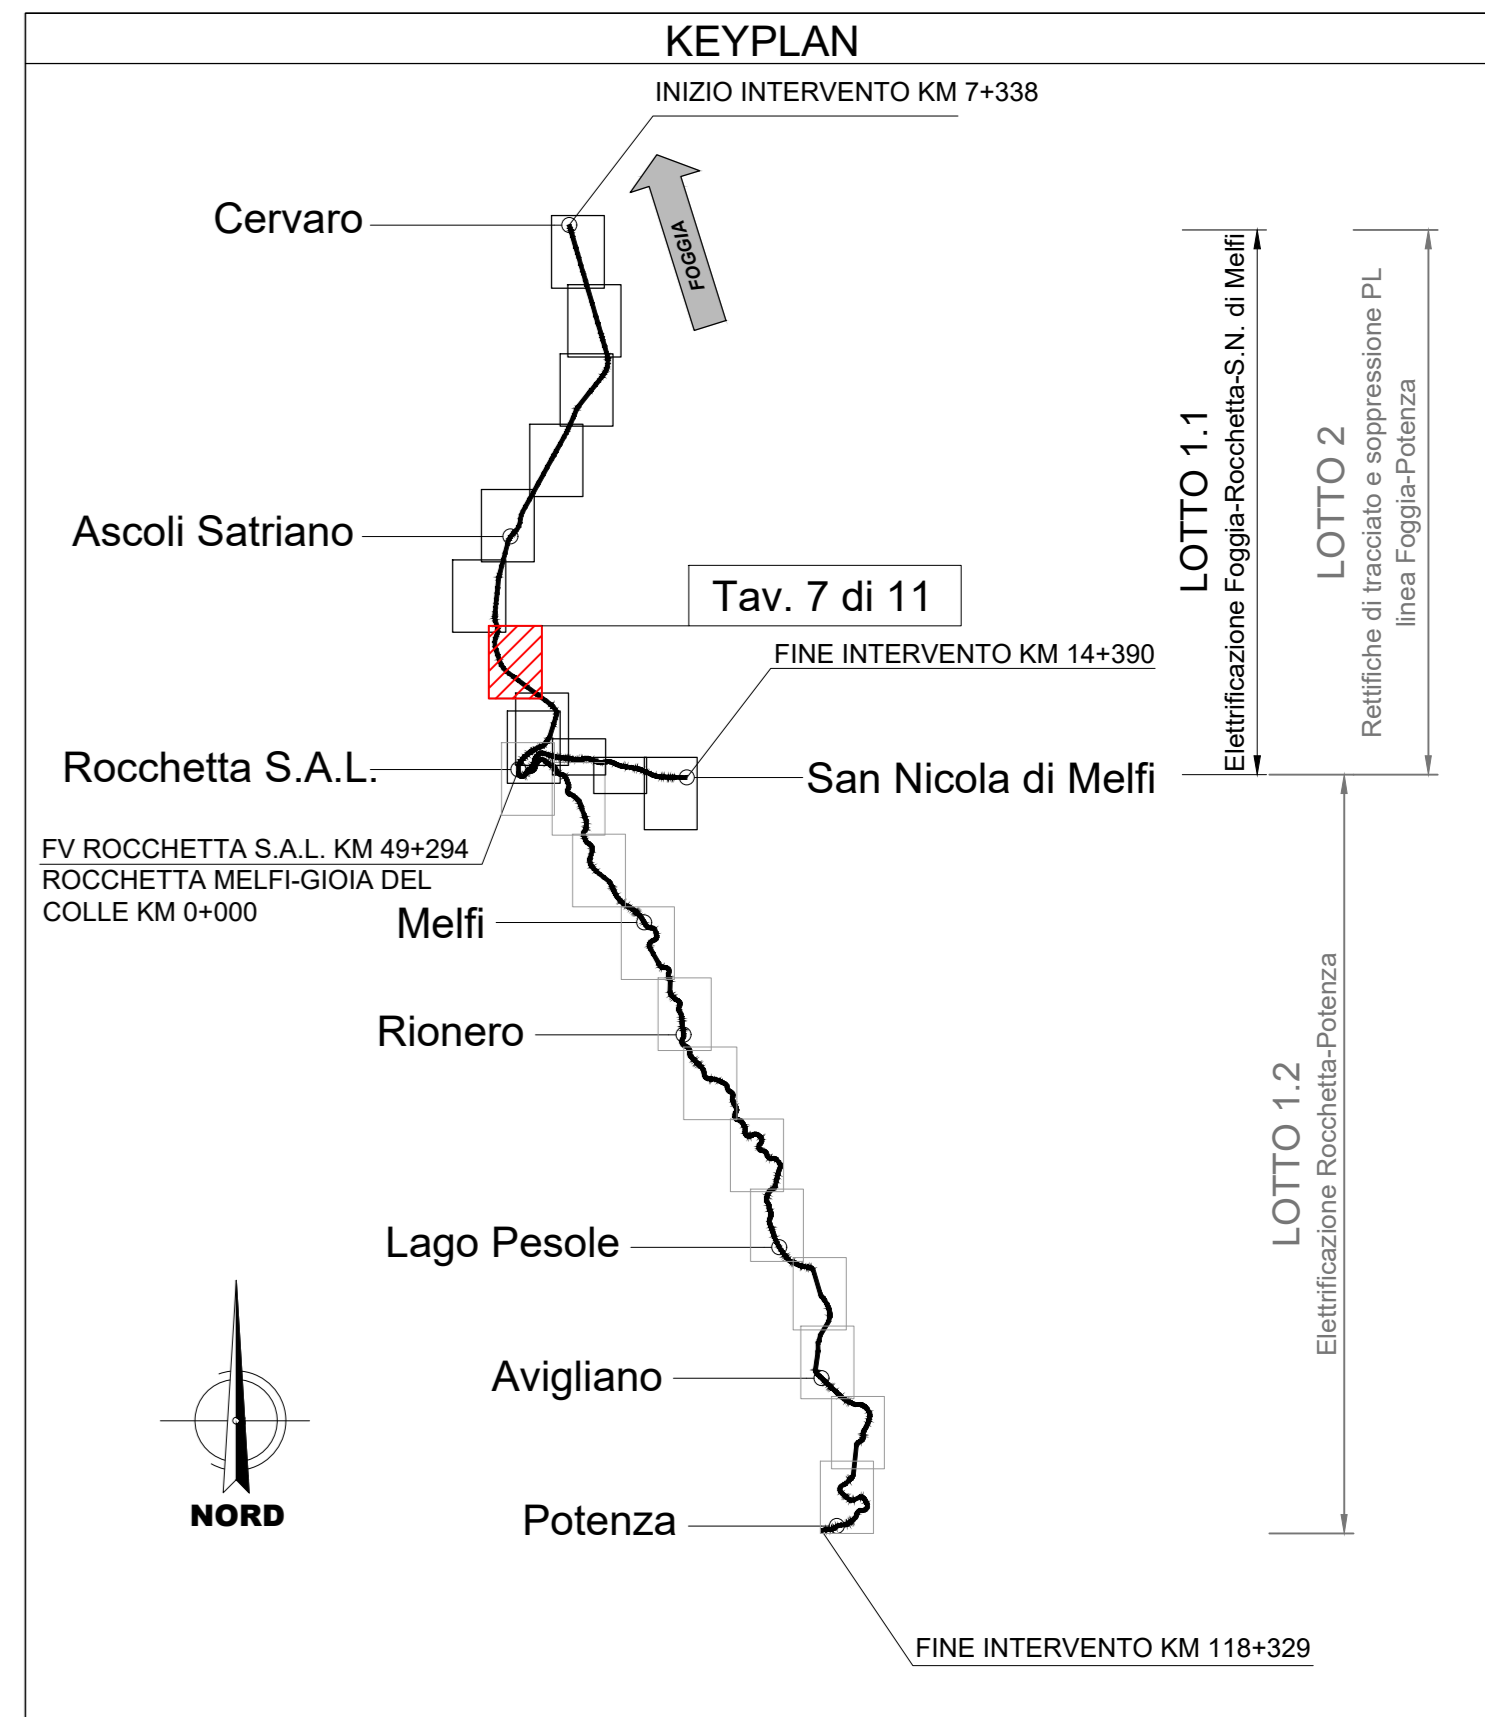 KEYPLAN
INIZIO INTERVENTO KM 7+338
FOGGIA
Cervaro
Ascoli Satriano
Tav. 7 di 11
FINE INTERVENTO KM 14+390
Rocchetta S.A.L.
San Nicola di Melfi
FV ROCCHETTA S.A.L. KM 49+294
ROCCHETTA MELFI-GIOIA DEL
COLLE KM 0+000
Melfi
Rionero
Lago Pesole
Avigliano
Potenza
FINE INTERVENTO KM 118+329
NORD
LOTTO 1.1
Elettrificazione Foggia-Rocchetta-S.N. di Melfi
LOTTO 2
Rettifiche di tracciato e soppressione PL
linea Foggia-Potenza
LOTTO 1.2
Elettrificazione Rocchetta-Potenza